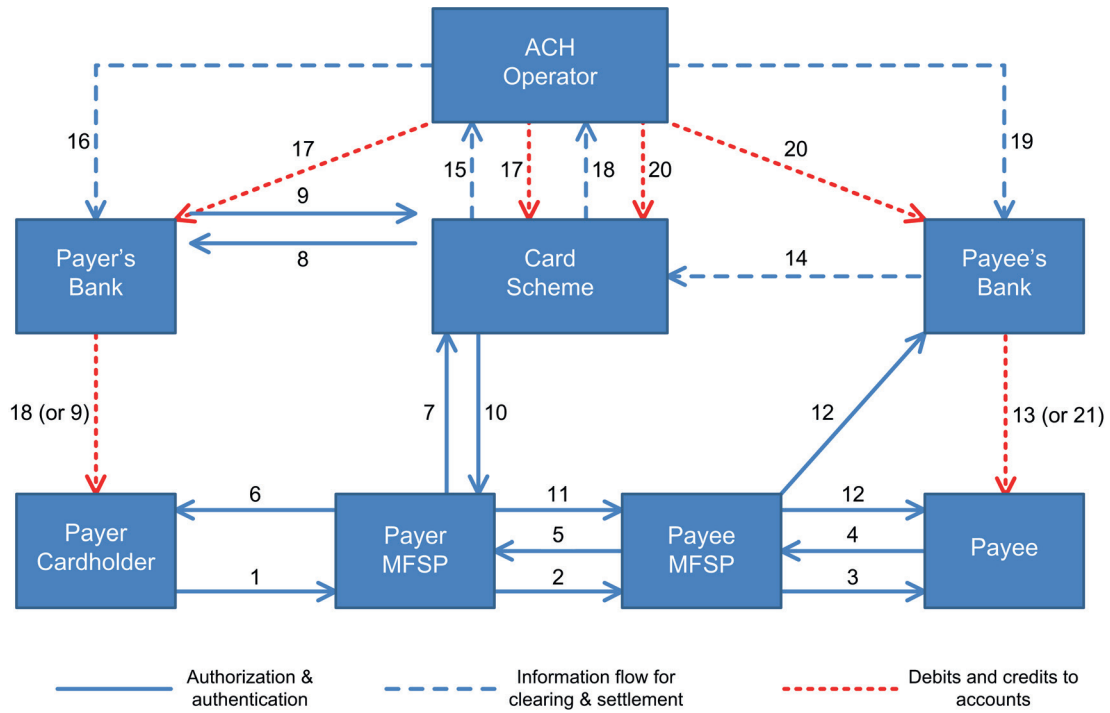 ACH
Operator
16
17
15
17
18
20
20
19
9
Payer's
Bank
8
Card
Scheme
14
Payee's
Bank
18 (or 9)
7
10
12
13 (or 21)
6
11
12
Payer
Cardholder
Payer
MFSP
5
Payee
MFSP
4
Payee
1
2
3
Authorization &
authentication
Information flow for
clearing & settlement
Debits and credits to
accounts